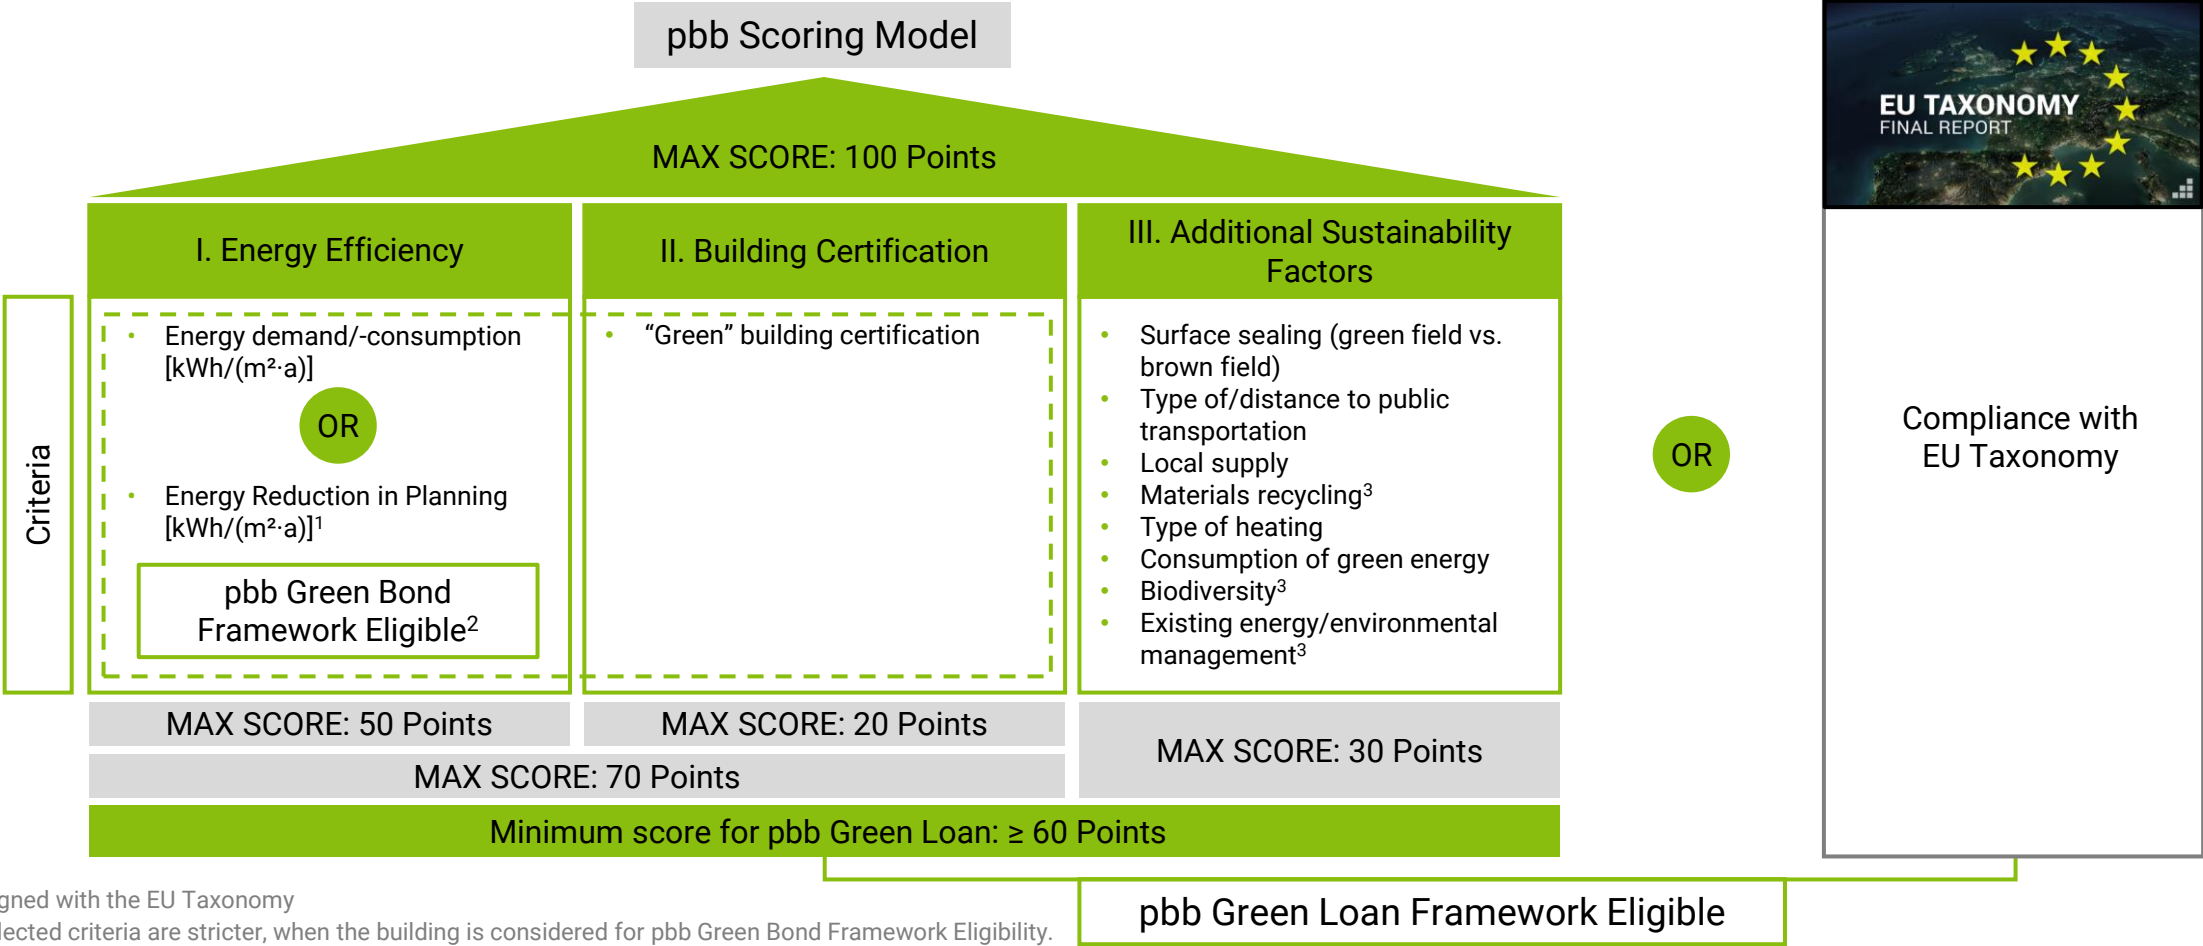 pbb Scoring Model
MAX SCORE: 100 Points
I. Energy Efficiency
II. Building Certification
III. Additional Sustainability
Factors
Criteria
• Energy demand/-consumption
[kWh/(m²·a)]
OR
• Energy Reduction in Planning
[kWh/(m²·a)]¹
pbb Green Bond
Framework Eligible²
• “Green” building certification
• Surface sealing (green field vs.
brown field)
• Type of/distance to public
transportation
• Local supply
• Materials recycling³
• Type of heating
• Consumption of green energy
• Biodiversity³
• Existing energy/environmental
management³
MAX SCORE: 50 Points
MAX SCORE: 20 Points
MAX SCORE: 70 Points
MAX SCORE: 30 Points
Minimum score for pbb Green Loan: ≥ 60 Points
OR
EU TAXONOMY
FINAL REPORT
Compliance with
EU Taxonomy
pbb Green Loan Framework Eligible
gned with the EU Taxonomy
lected criteria are stricter, when the building is considered for pbb Green Bond Framework Eligibility.